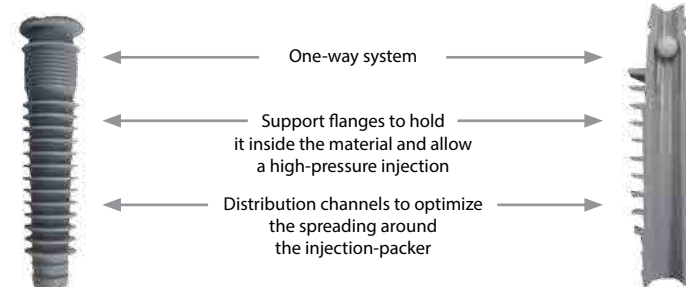 One-way system
Support flanges to hold
it inside the material and allow
a high-pressure injection
Distribution channels to optimize
the spreading around
the injection-packer